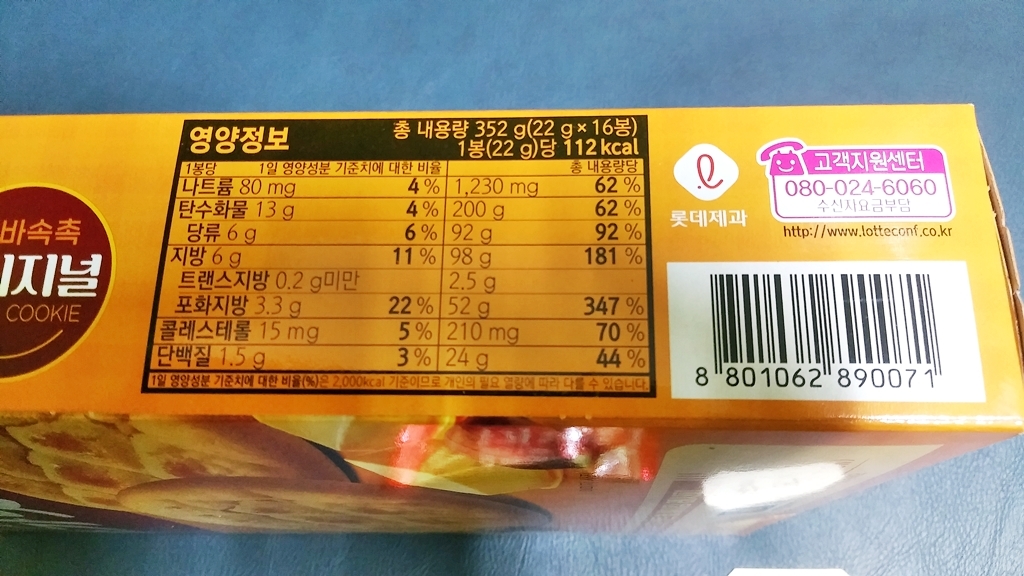 영양정보
총 내용량 352 g(22 g×16봉)
1봉(22 g)당 112 kcal
1봉당 1일 영양성분 기준치에 대한 비율 총 내용량당
나트륨 80 mg 4 % 1,230 mg 62 %
탄수화물 13 g 4 % 200 g 62 %
당류 6 g 6 % 92 g 92 %
지방 6 g 11 % 98 g 181 %
트랜스지방 0.2 g미만 2.5 g
포화지방 3.3 g 22 % 52 g 347 %
콜레스테롤 15 mg 5 % 210 mg 70 %
단백질 1.5 g 3 % 24 g 44 %
1일 영양성분 기준치에 대한 비율(%)은 2,000kcal 기준이므로 개인의 필요 열량에 따라 다를 수 있습니다.
롯데제과
고객지원센터
080-024-6060
수신자요금부담
http://www.lotteconf.co.kr
8 801062 890071
바속촉
지널
COOKIE